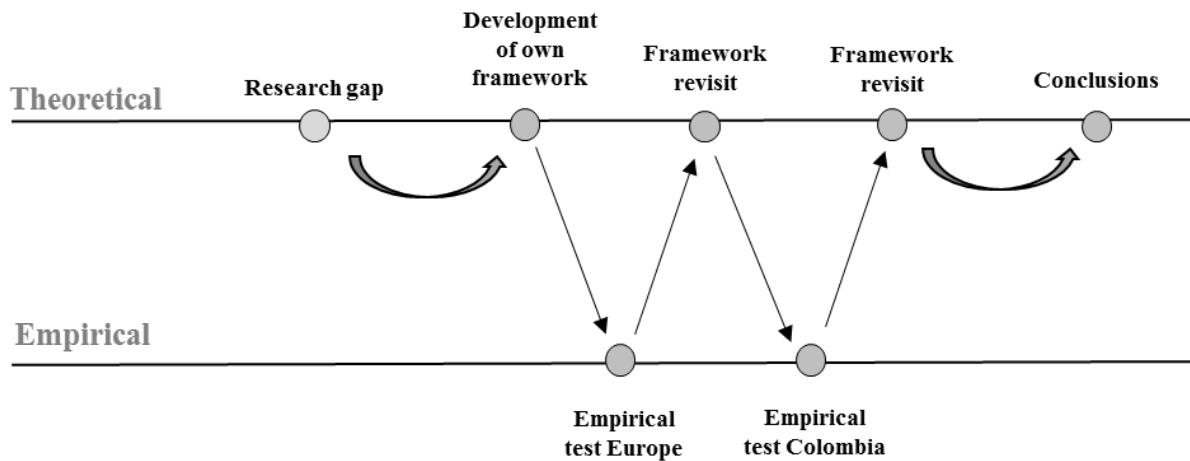 Development
of own
framework
Framework
revisit
Framework
revisit
Research gap
Conclusions
Theoretical
Empirical
Empirical
test Europe
Empirical
test Colombia